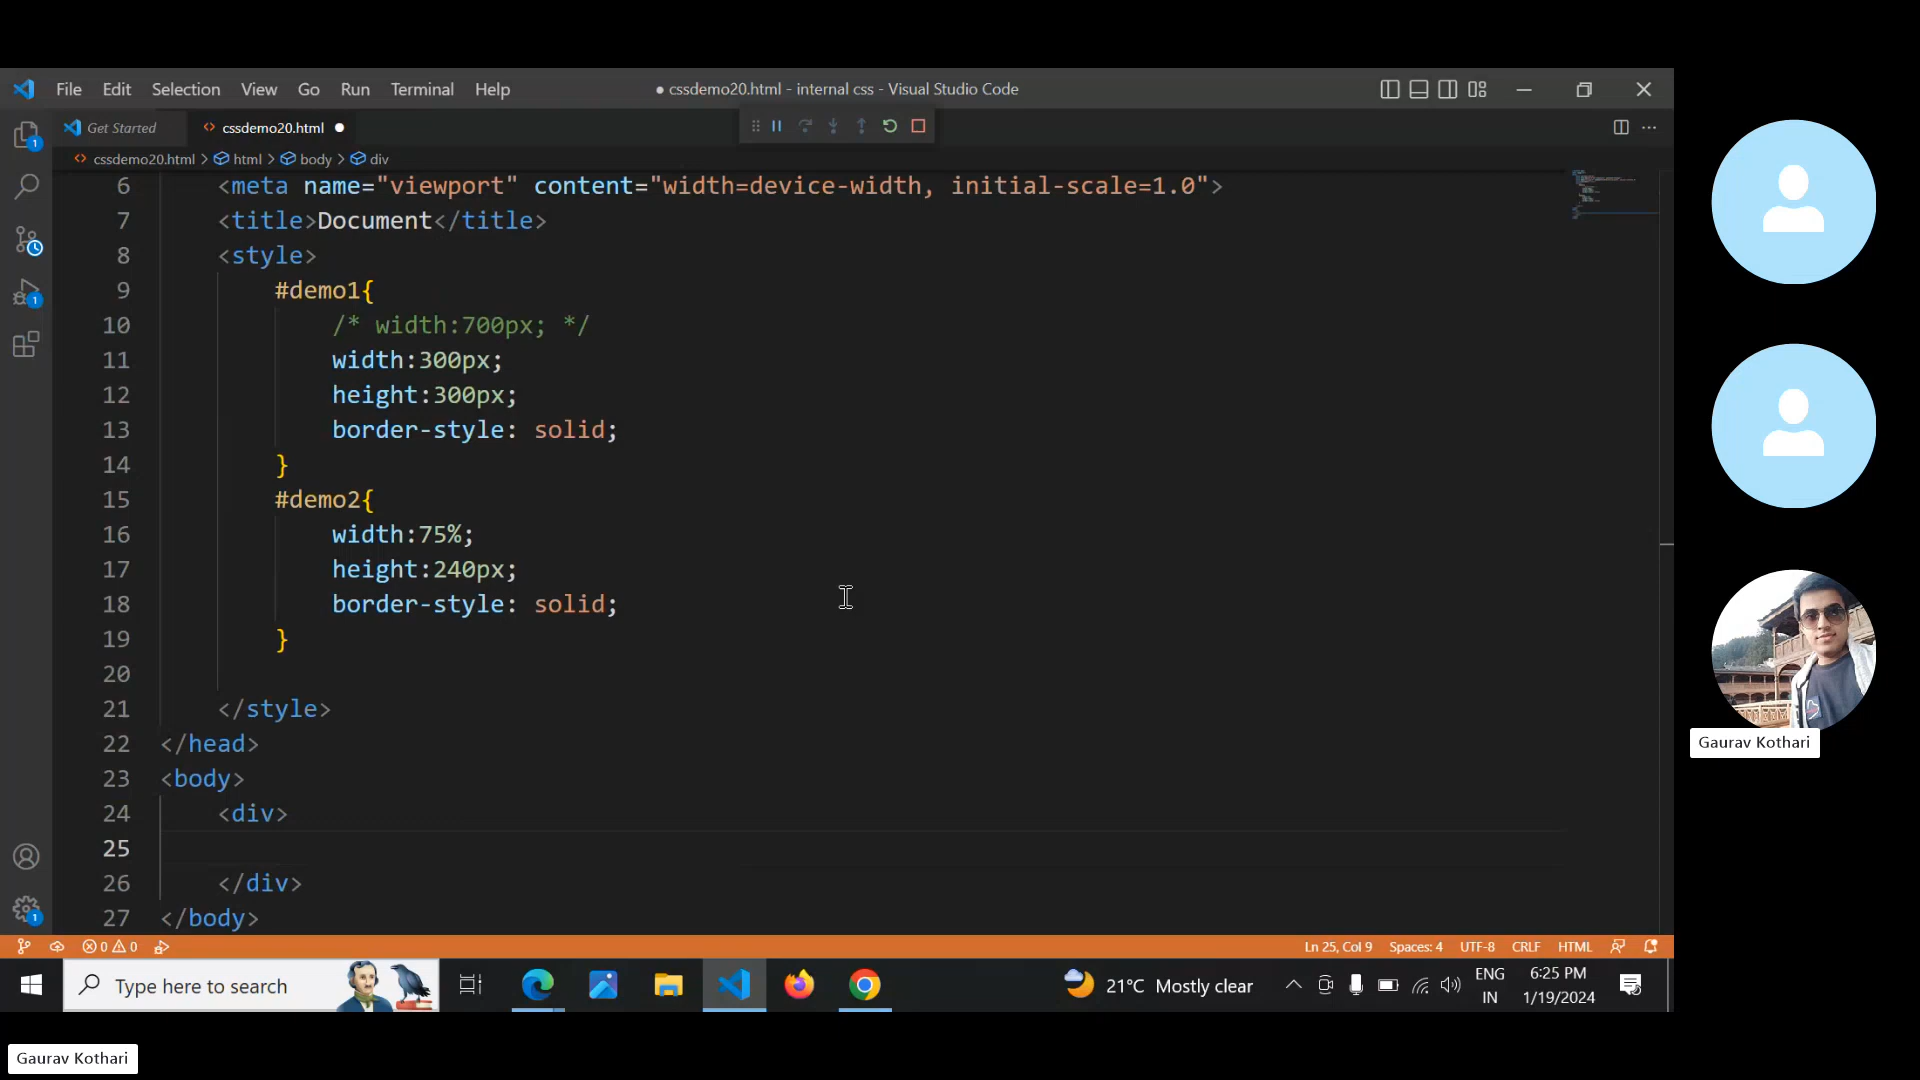 File Edit Selection View Go Run Terminal Help
● cssdemo20.html - internal css - Visual Studio Code
Get Started
cssdemo20.html ●
cssdemo20.html > html > body > div
6 <meta name="viewport" content="width=device-width, initial-scale=1.0">
7 <title>Document</title>
8 <style>
9 #demo1{
10 /* width:700px; */
11 width:300px;
12 height:300px;
13 border-style: solid;
14 }
15 #demo2{
16 width:75%;
17 height:240px;
18 border-style: solid;
19 }
20
21 </style>
22 </head>
23 <body>
24 <div>
25
26 </div>
27 </body>
1
1
1
0 0
Ln 25, Col 9 Spaces: 4 UTF-8 CRLF HTML
Type here to search
21°C Mostly clear
ENG
IN
6:25 PM
1/19/2024
Gaurav Kothari
Gaurav Kothari